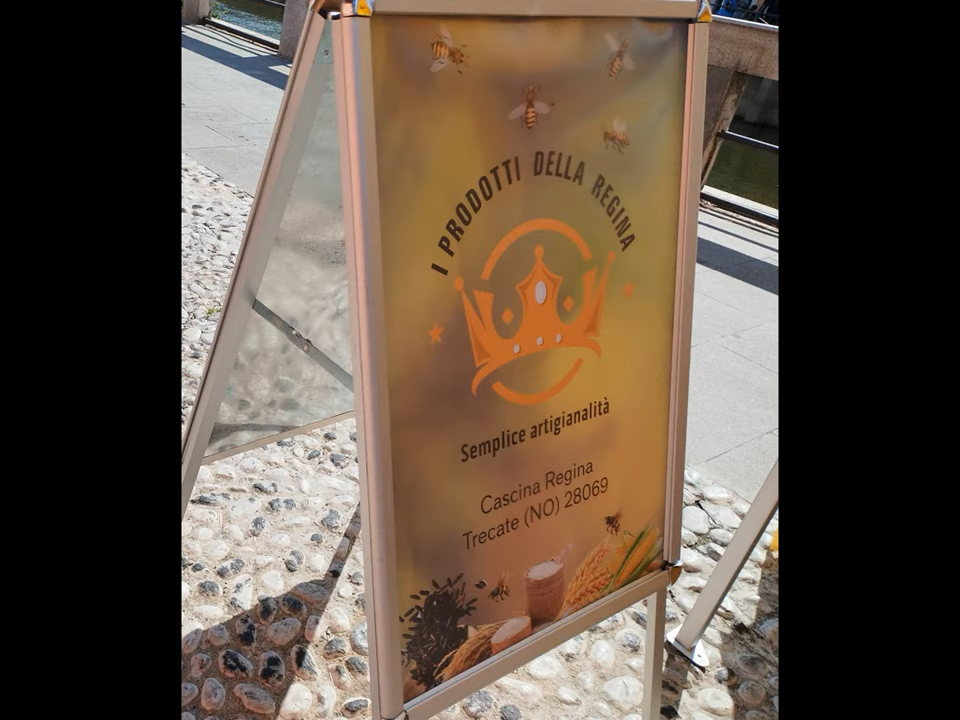 I PRODOTTI DELLA REGINA
Semplice artigianalità
Cascina Regina
Trecate (NO) 28069